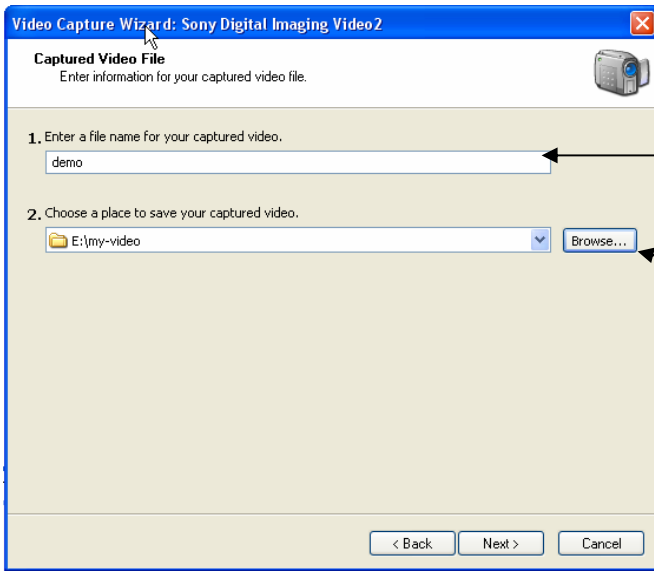 Video Capture Wizard: Sony Digital Imaging Video2
Captured Video File
Enter information for your captured video file.
1. Enter a file name for your captured video.
demo
2. Choose a place to save your captured video.
E:\my-video
Browse...
< Back Next > Cancel